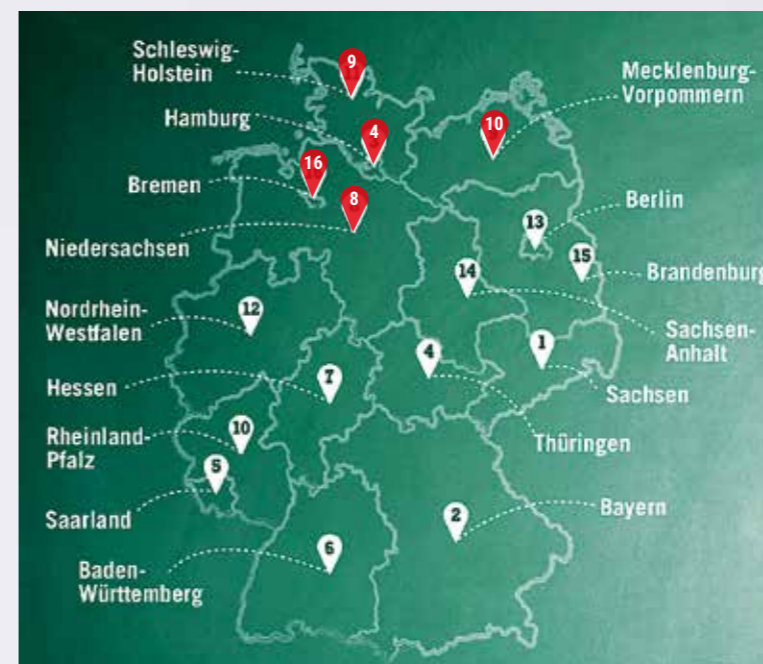 Schleswig-
Holstein
9
Hamburg
4
Mecklenburg-
Vorpommern
10
Bremen
16
Niedersachsen
8
Berlin
13
Brandenburg
15
Nordrhein-
Westfalen
12
14
Sachsen-
Anhalt
Hessen
7
4
Thüringen
1
Sachsen
Rheinland-
Pfalz
10
Saarland
5
Baden-
Württemberg
6
2
Bayern